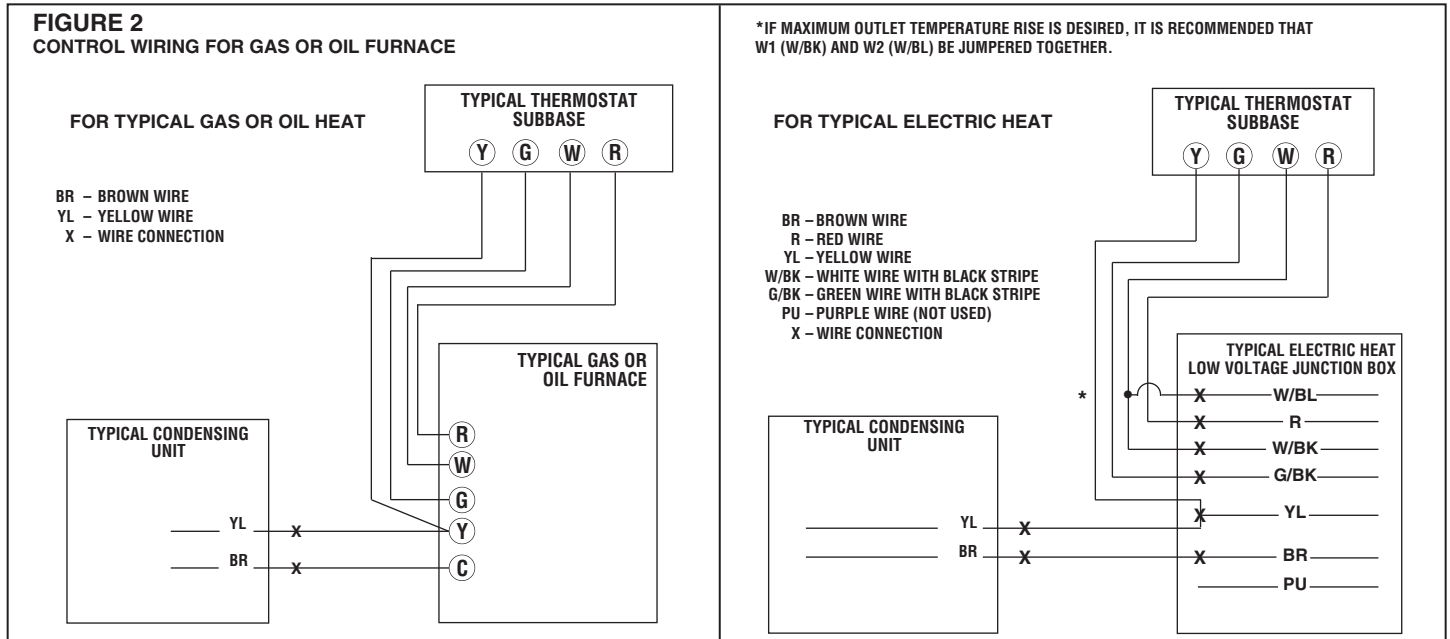 FIGURE 2
CONTROL WIRING FOR GAS OR OIL FURNACE
TYPICAL THERMOSTAT
SUBBASE
FOR TYPICAL GAS OR OIL HEAT
Y G W R
BR – BROWN WIRE
YL – YELLOW WIRE
X – WIRE CONNECTION
TYPICAL GAS OR
OIL FURNACE
TYPICAL CONDENSING
UNIT
R
W
G
YL X Y
BR X C
*IF MAXIMUM OUTLET TEMPERATURE RISE IS DESIRED, IT IS RECOMMENDED THAT
W1 (W/BK) AND W2 (W/BL) BE JUMPERED TOGETHER.
TYPICAL THERMOSTAT
SUBBASE
FOR TYPICAL ELECTRIC HEAT
Y G W R
BR – BROWN WIRE
R – RED WIRE
YL – YELLOW WIRE
W/BK – WHITE WIRE WITH BLACK STRIPE
G/BK – GREEN WIRE WITH BLACK STRIPE
PU – PURPLE WIRE (NOT USED)
X – WIRE CONNECTION
TYPICAL ELECTRIC HEAT
LOW VOLTAGE JUNCTION BOX
* X W/BL
X R
TYPICAL CONDENSING
UNIT
X W/BK
X G/BK
X YL
YL X
BR X X BR
PU